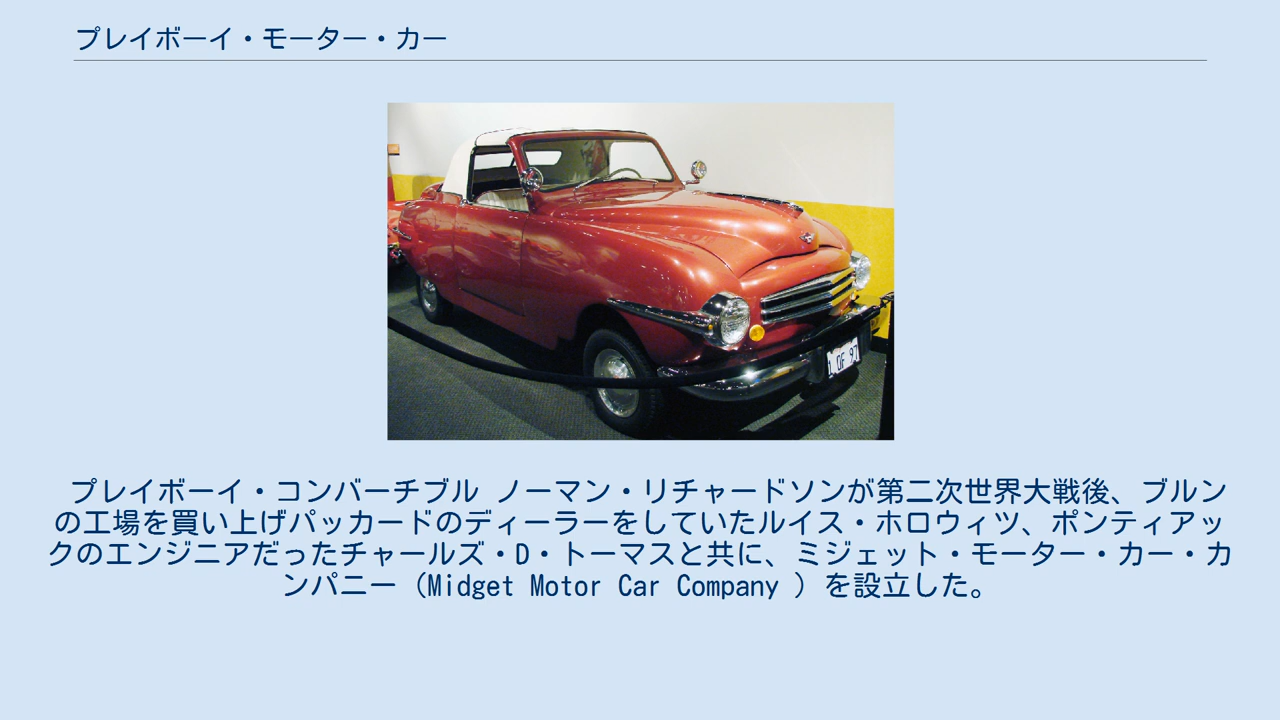 プレイボーイ・モーター・カー
1 OF 97
プレイボーイ・コンバーチブル ノーマン・リチャードソンが第二次世界大戦後、ブルン
の工場を買い上げパッカードのディーラーをしていたルイス・ホロウィツ、ポンティアッ
クのエンジニアだったチャールズ・D・トーマスと共に、ミジェット・モーター・カー・カ
ンパニー（Midget Motor Car Company ）を設立した。